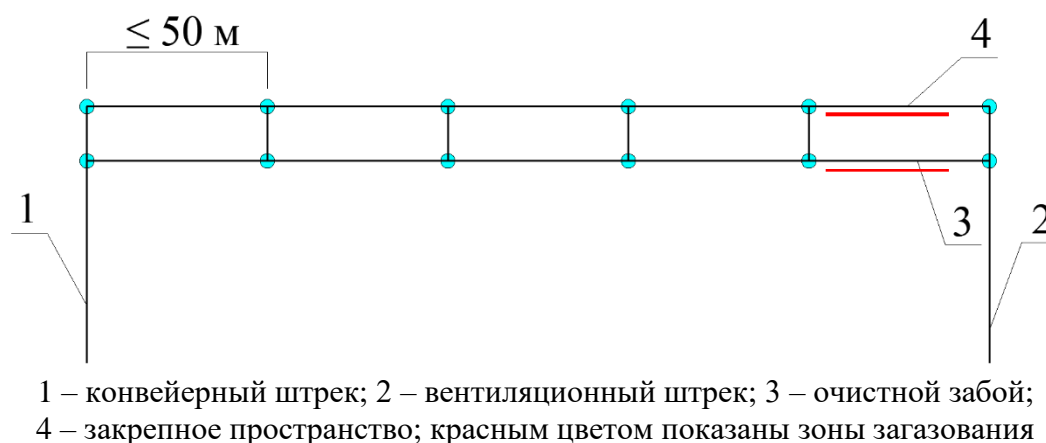 ≤ 50 м
4
1
3
2
1 – конвейерный штрек; 2 – вентиляционный штрек; 3 – очистной забой;
4 – закрепное пространство; красным цветом показаны зоны загазования